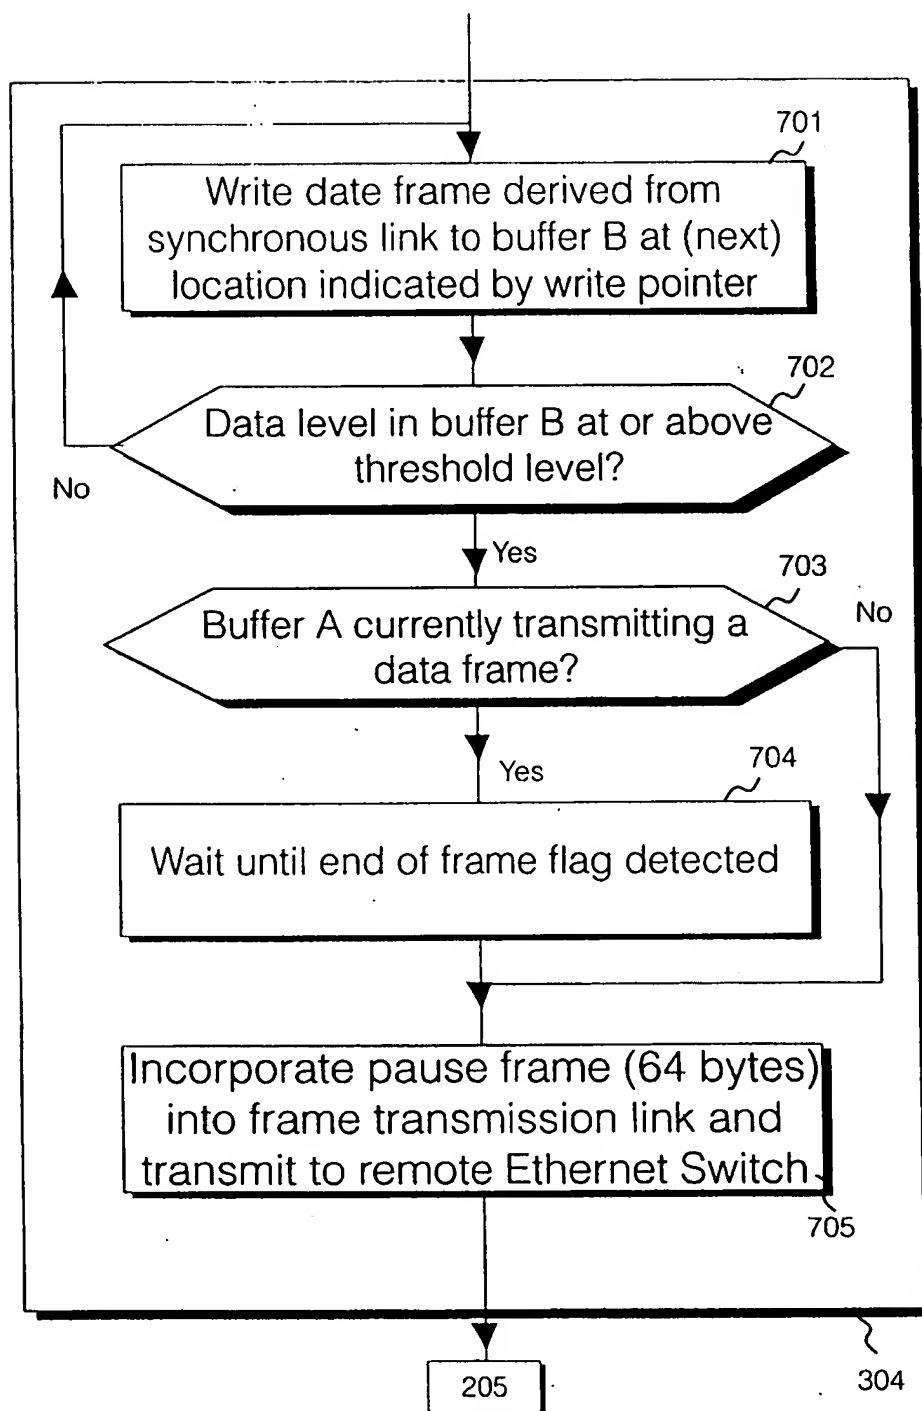 701
Write date frame derived from
synchronous link to buffer B at (next)
location indicated by write pointer
702
Data level in buffer B at or above
threshold level?
No
Yes
703
Buffer A currently transmitting a
data frame?
No
Yes
704
Wait until end of frame flag detected
Incorporate pause frame (64 bytes)
into frame transmission link and
transmit to remote Ethernet Switch
705
304
205